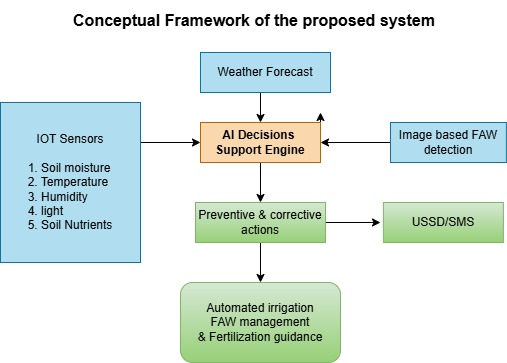 Conceptual Framework of the proposed system
Weather Forecast
IOT Sensors
1. Soil moisture
2. Temperature
3. Humidity
4. light
5. Soil Nutrients
AI Decisions
Support Engine
Image based FAW
detection
Preventive & corrective
actions
USSD/SMS
Automated irrigation
FAW management
& Fertilization guidance